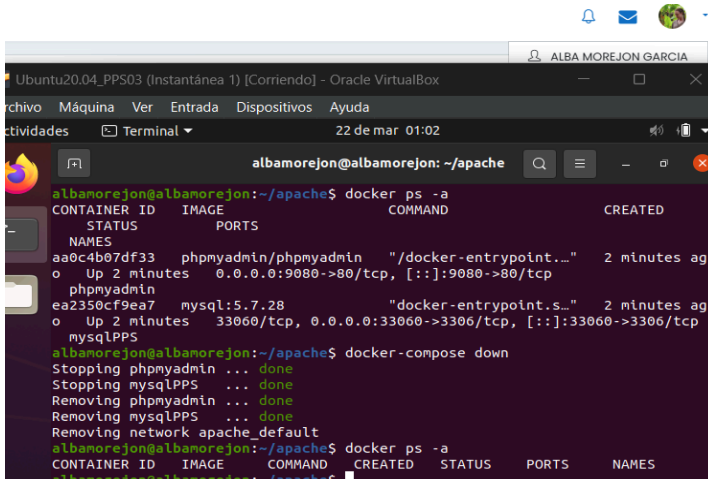 ALBA MOREJON GARCIA
Ubuntu20.04_PPS03 (Instantánea 1) [Corriendo] - Oracle VirtualBox
rchivo Máquina Ver Entrada Dispositivos Ayuda
ctividades Terminal 22 de mar 01:02
albamorejon@albamorejon: ~/apache
albamorejon@albamorejon:~/apache$ docker ps -a
CONTAINER ID IMAGE COMMAND CREATED
STATUS PORTS
NAMES
aa0c4b07df33 phpmyadmin/phpmyadmin "/docker-entrypoint.…" 2 minutes ag
o Up 2 minutes 0.0.0.0:9080->80/tcp, [::]:9080->80/tcp
phpmyadmin
ea2350cf9ea7 mysql:5.7.28 "docker-entrypoint.s…" 2 minutes ag
o Up 2 minutes 33060/tcp, 0.0.0.0:33060->3306/tcp, [::]:33060->3306/tcp
mysqlPPS
albamorejon@albamorejon:~/apache$ docker-compose down
Stopping phpmyadmin ... done
Stopping mysqlPPS ... done
Removing phpmyadmin ... done
Removing mysqlPPS ... done
Removing network apache_default
albamorejon@albamorejon:~/apache$ docker ps -a
CONTAINER ID IMAGE COMMAND CREATED STATUS PORTS NAMES
albamorejon@albamorejon:~/apache$